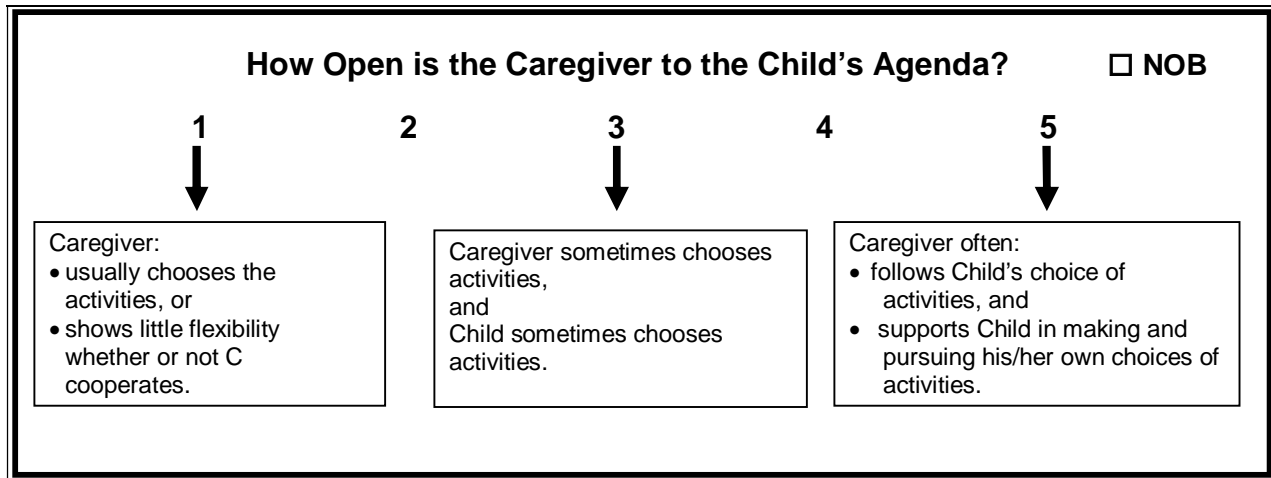 How Open is the Caregiver to the Child’s Agenda? □ NOB
1 2 3 4 5
Caregiver:
• usually chooses the
activities, or
• shows little flexibility
whether or not C
cooperates.
Caregiver sometimes chooses
activities,
and
Child sometimes chooses
activities.
Caregiver often:
• follows Child’s choice of
activities, and
• supports Child in making and
pursuing his/her own choices of
activities.